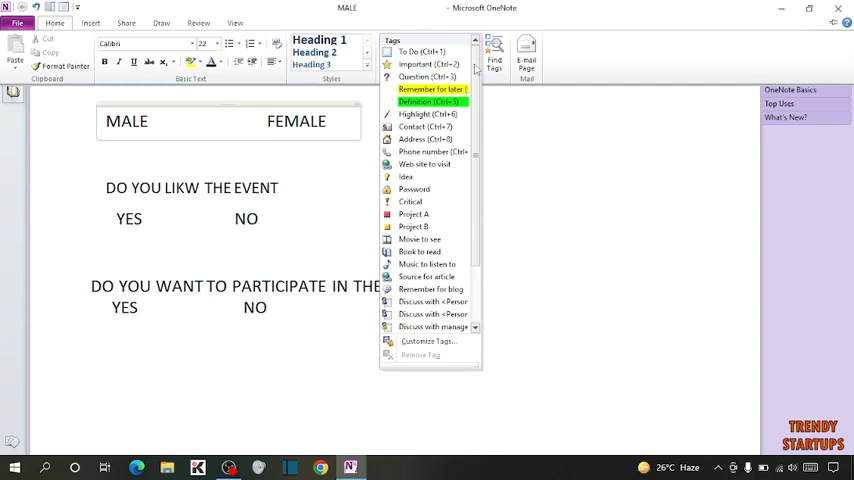 MALE - Microsoft OneNote
File Home Insert Share Draw Review View
Paste
Cut
Copy
Format Painter
Clipboard
Calibri 22
B I U abc
Basic Text
Heading 1
Heading 2
Heading 3
Styles
Tags
To Do (Ctrl+1)
Important (Ctrl+2)
Question (Ctrl+3)
Remember for later (
Definition (Ctrl+5)
Highlight (Ctrl+6)
Contact (Ctrl+7)
Address (Ctrl+8)
Phone number (Ctrl+
Web site to visit
Idea
Password
Critical
Project A
Project B
Movie to see
Book to read
Music to listen to
Source for article
Remember for blog
Discuss with <Person
Discuss with <Person
Discuss with manage
Customize Tags...
Remove Tag
Find Tags
E-mail Page
Mail
OneNote Basics
Top Uses
What's New?
MALE FEMALE
DO YOU LIKW THE EVENT
YES NO
DO YOU WANT TO PARTICIPATE IN THE
YES NO
TRENDY
STARTUPS
26°C Haze